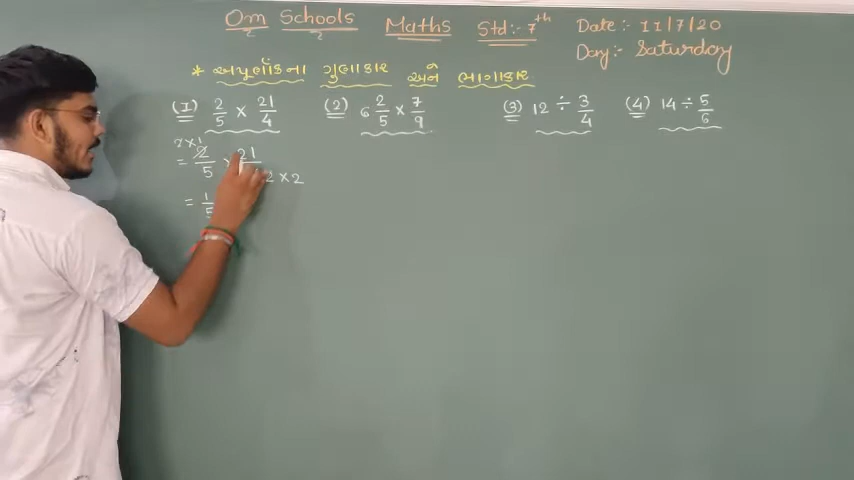 Om Schools Maths Std:- 7th Date:- 11/7/20
Day:- Saturday
* અપૂર્ણાંકના ગુણાકાર અને ભાગાકાર
(1) 2/5 × 21/4 (2) 6 2/5 × 7/9 (3) 12 ÷ 3/4 (4) 14 ÷ 5/6
= 2/5 × 21
2 × 2
= 1/5